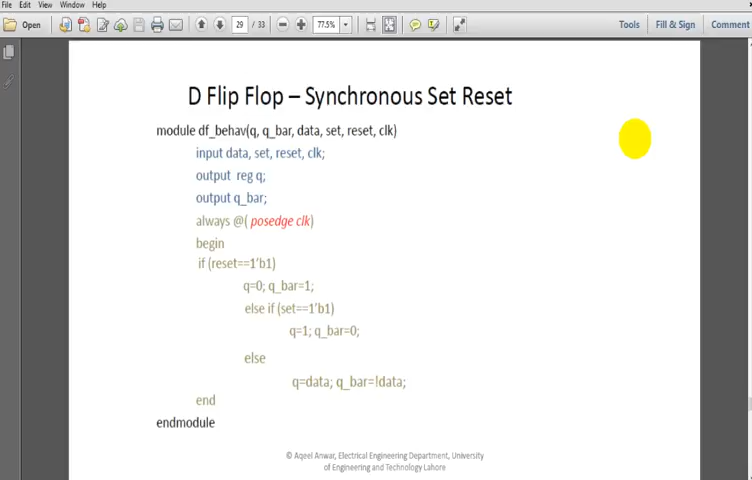 File Edit View Window Help
Open 29 / 33 77.5% Tools Fill & Sign Comment
D Flip Flop – Synchronous Set Reset
module df_behav(q, q_bar, data, set, reset, clk)
input data, set, reset, clk;
output reg q;
output q_bar;
always @( posedge clk)
begin
if (reset==1'b1)
q=0; q_bar=1;
else if (set==1'b1)
q=1; q_bar=0;
else
q=data; q_bar=!data;
end
endmodule
© Aqeel Anwar, Electrical Engineering Department, University
of Engineering and Technology Lahore